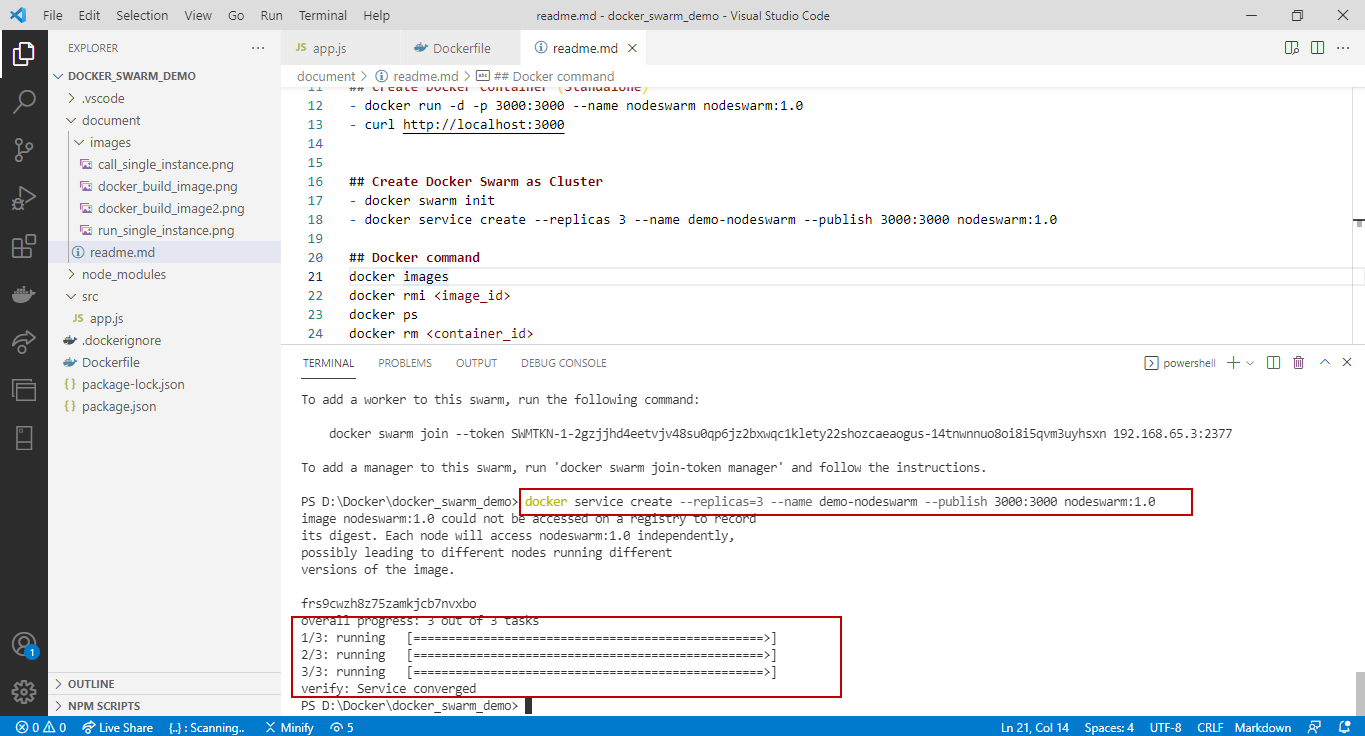 File Edit Selection View Go Run Terminal Help readme.md - docker_swarm_demo - Visual Studio Code
EXPLORER
DOCKER_SWARM_DEMO
.vscode
document
images
call_single_instance.png
docker_build_image.png
docker_build_image2.png
run_single_instance.png
readme.md
node_modules
src
JS app.js
.dockerignore
Dockerfile
{} package-lock.json
{} package.json
OUTLINE
NPM SCRIPTS
JS app.js Dockerfile readme.md
document > readme.md > ## Docker command
11 ## Create Docker Container (Standalone)
12 - docker run -d -p 3000:3000 --name nodeswarm nodeswarm:1.0
13 - curl http://localhost:3000
14
15
16 ## Create Docker Swarm as Cluster
17 - docker swarm init
18 - docker service create --replicas 3 --name demo-nodeswarm --publish 3000:3000 nodeswarm:1.0
19
20 ## Docker command
21 docker images
22 docker rmi <image_id>
23 docker ps
24 docker rm <container_id>
TERMINAL PROBLEMS OUTPUT DEBUG CONSOLE powershell
To add a worker to this swarm, run the following command:
docker swarm join --token SWMTKN-1-2gzjjhd4eetvjv48su0qp6jz2bxwqc1klety22shozcaeaogus-14tnwnnuo8oi8i5qvm3uyhsxn 192.168.65.3:2377
To add a manager to this swarm, run 'docker swarm join-token manager' and follow the instructions.
PS D:\Docker\docker_swarm_demo> docker service create --replicas=3 --name demo-nodeswarm --publish 3000:3000 nodeswarm:1.0
image nodeswarm:1.0 could not be accessed on a registry to record
its digest. Each node will access nodeswarm:1.0 independently,
possibly leading to different nodes running different
versions of the image.
frs9cwzh8z75zamkjcb7nvxbo
overall progress: 3 out of 3 tasks
1/3: running [==================================================>]
2/3: running [==================================================>]
3/3: running [==================================================>]
verify: Service converged
PS D:\Docker\docker_swarm_demo>
1
0 0 Live Share {..} : Scanning.. Minify 5 Ln 21, Col 14 Spaces: 4 UTF-8 CRLF Markdown